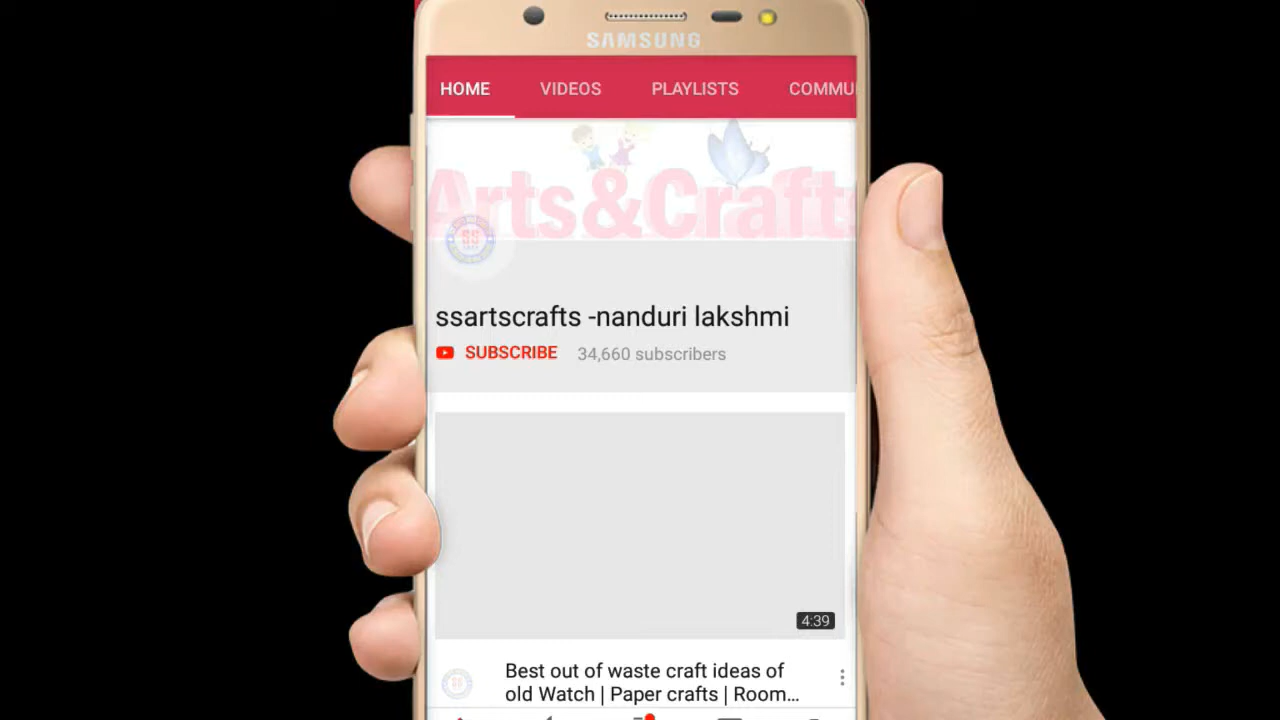 SAMSUNG
HOME VIDEOS PLAYLISTS COMMU
Arts&Crafts
ssartscrafts -nanduri lakshmi
SUBSCRIBE 34,660 subscribers
4:39
Best out of waste craft ideas of
old Watch | Paper crafts | Room...